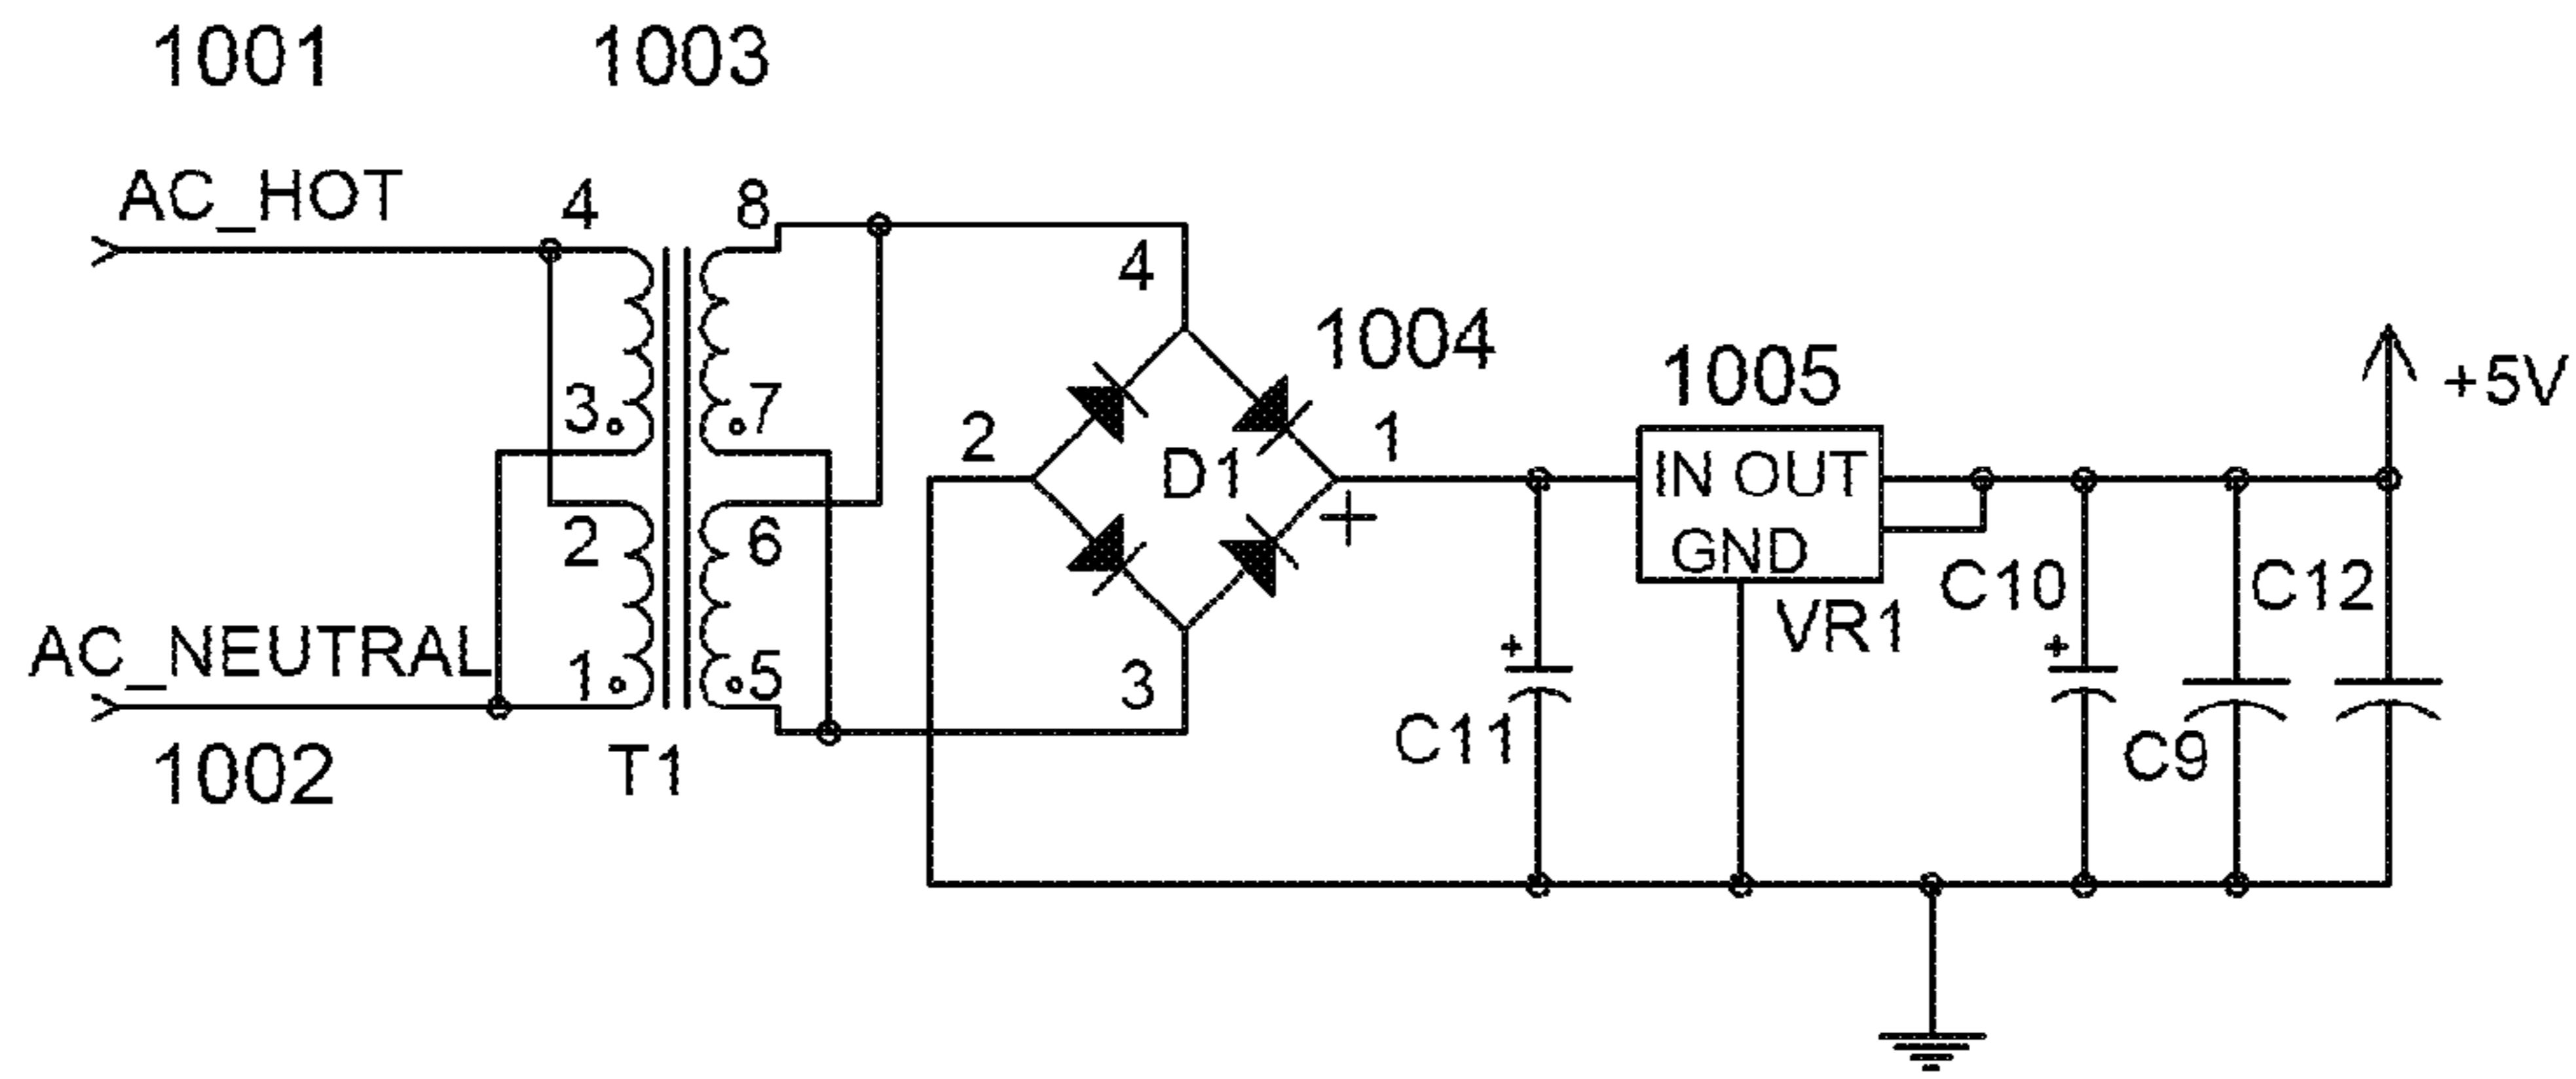 1001 1003
AC_HOT 4 8
4
1004
1005
+5V
3 7
2 D1 1
+
IN OUT
GND
2 6
C10 C12
VR1
+ +
AC_NEUTRAL 1 5
3
C11
C9
1002 T1